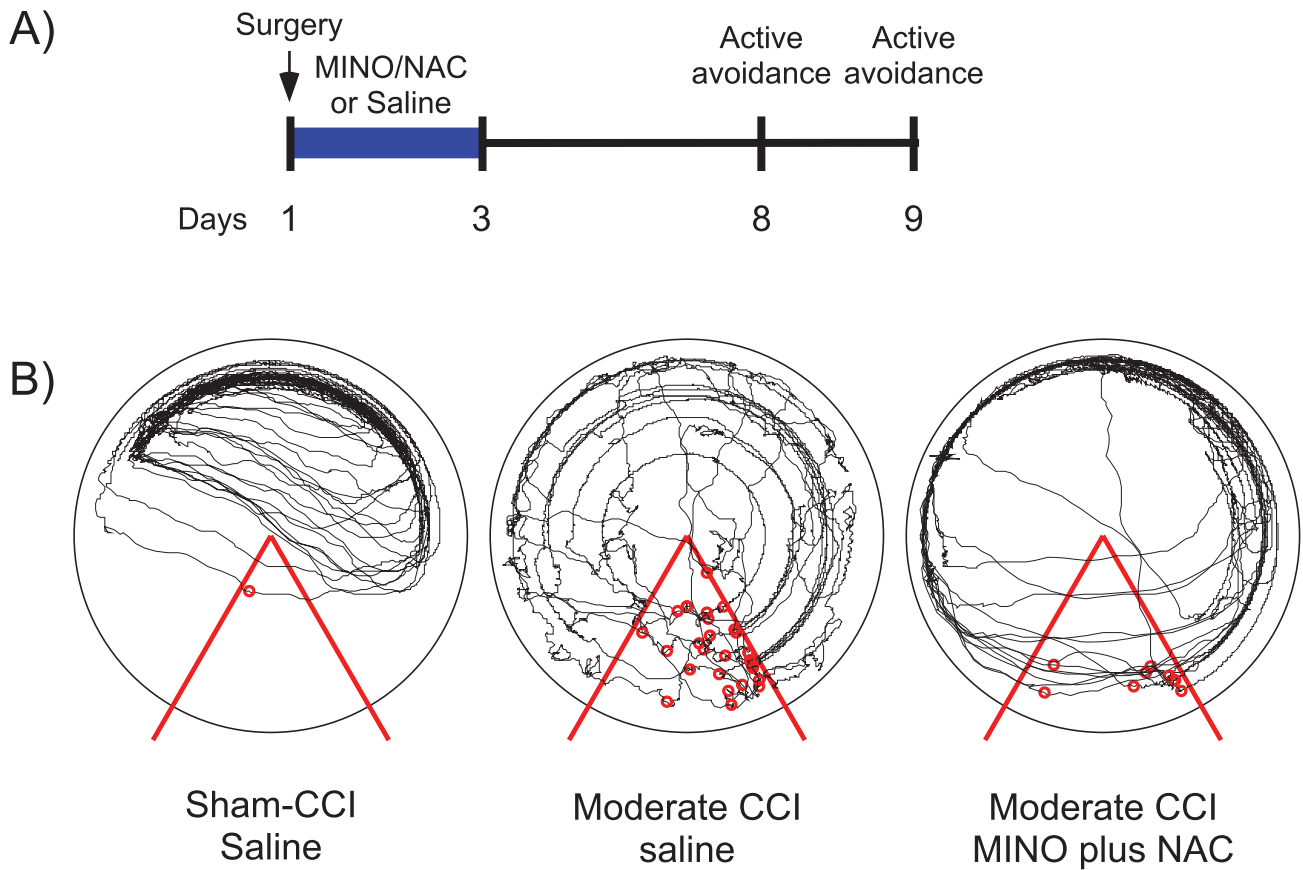 A)
Surgery
MINO/NAC
or Saline
Active
avoidance
Active
avoidance
Days 1 3 8 9
B)
Sham-CCI
Saline
Moderate CCI
saline
Moderate CCI
MINO plus NAC